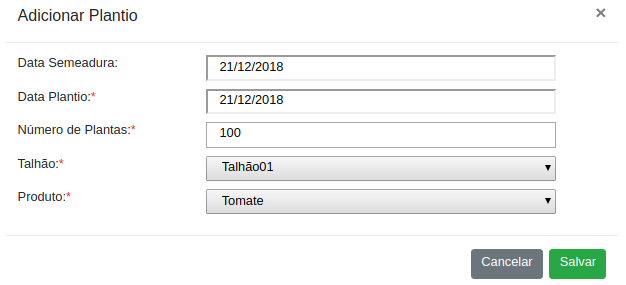 Adicionar Plantio ×
Data Semeadura: 21/12/2018
Data Plantio:* 21/12/2018
Número de Plantas:* 100
Talhão:* Talhão01
Produto:* Tomate
Cancelar Salvar